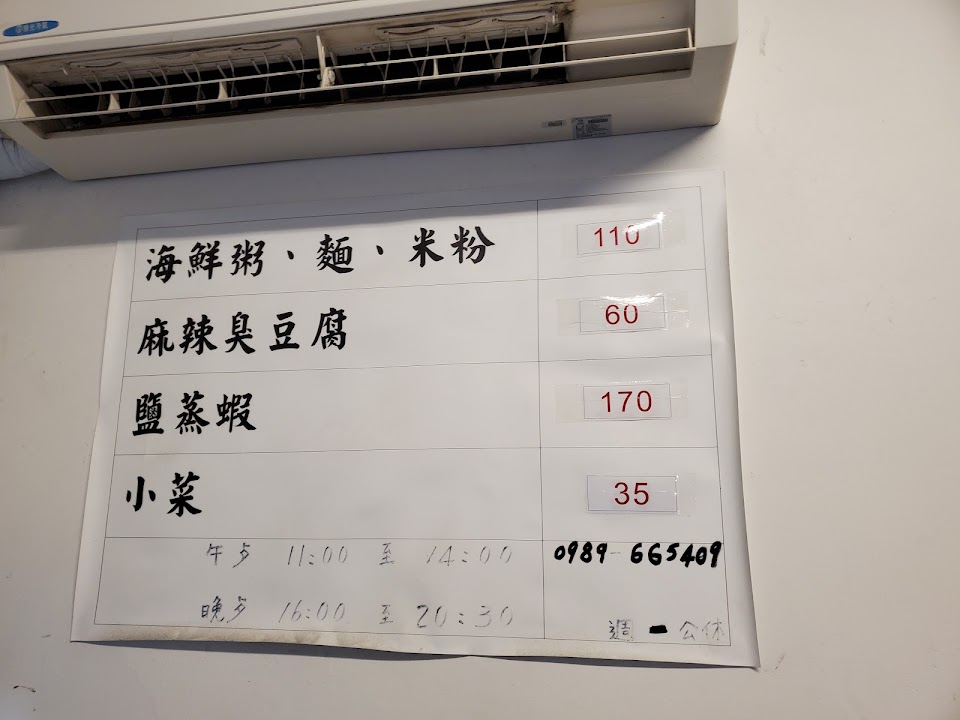 海鮮粥、麵、米粉 110
麻辣臭豆腐 60
鹽蒸蝦 170
小菜 35
午 11:00 至 14:00 0989-665409
晚 16:00 至 20:30
週一公休